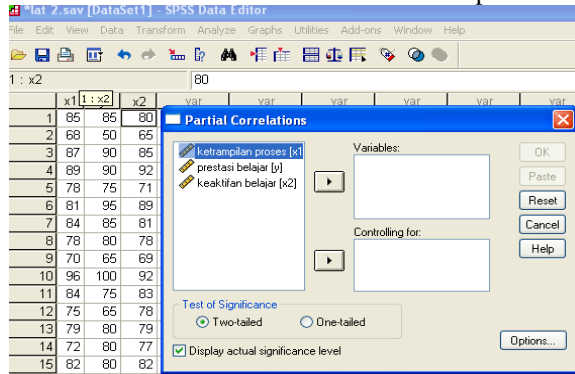 *lat 2.sav [DataSet1] - SPSS Data Editor
File Edit View Data Transform Analyze Graphs Utilities Add-ons Window Help
1 : x2 80
x1 1 : x2 x2 var var var var var var
1 85 85 80
2 68 50 65
3 87 90 85
4 89 90 92
5 78 75 71
6 81 95 89
7 84 85 81
8 78 80 78
9 70 65 69
10 96 100 92
11 84 75 83
12 75 65 78
13 79 80 79
14 72 80 77
15 82 80 82
Partial Correlations
ketrampilan proses [x1
prestasi belajar [y]
keaktifan belajar [x2]
Variables:
Controlling for:
OK
Paste
Reset
Cancel
Help
Test of Significance
Two-tailed One-tailed
Display actual significance level
Options...